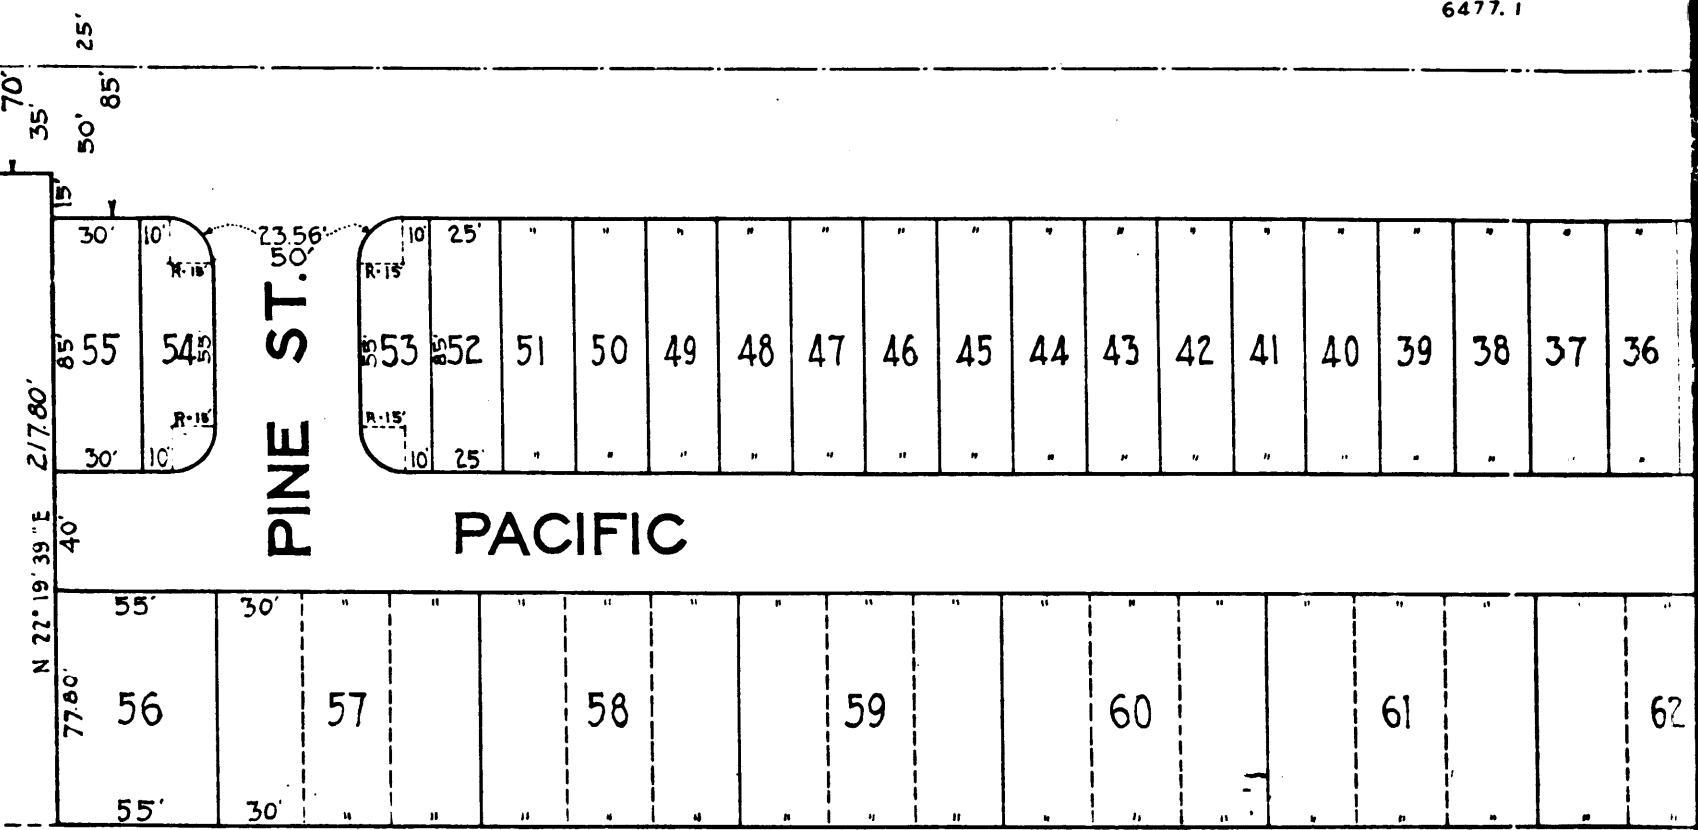 6477.1
25'
70'
35'
50'
85'
15'
30' 10' 23.56' 10' 25' " " " " " " " " " " " " " " " "
50'
R-15' R-15'
85' 55 54 55' 55' 53 85' 52 51 50 49 48 47 46 45 44 43 42 41 40 39 38 37 36
PINE ST.
R-15' R-15'
30' 10' 10' 25' " " " " " " " " " " " " " " " "
217.80'
N 22° 19' 39" E
40'
PACIFIC
55' 30' " " " " " " " " " " " " " " " "
77.80'
56 57 58 59 60 61 62
55' 30' " " " " " " " " " " " " " " " "